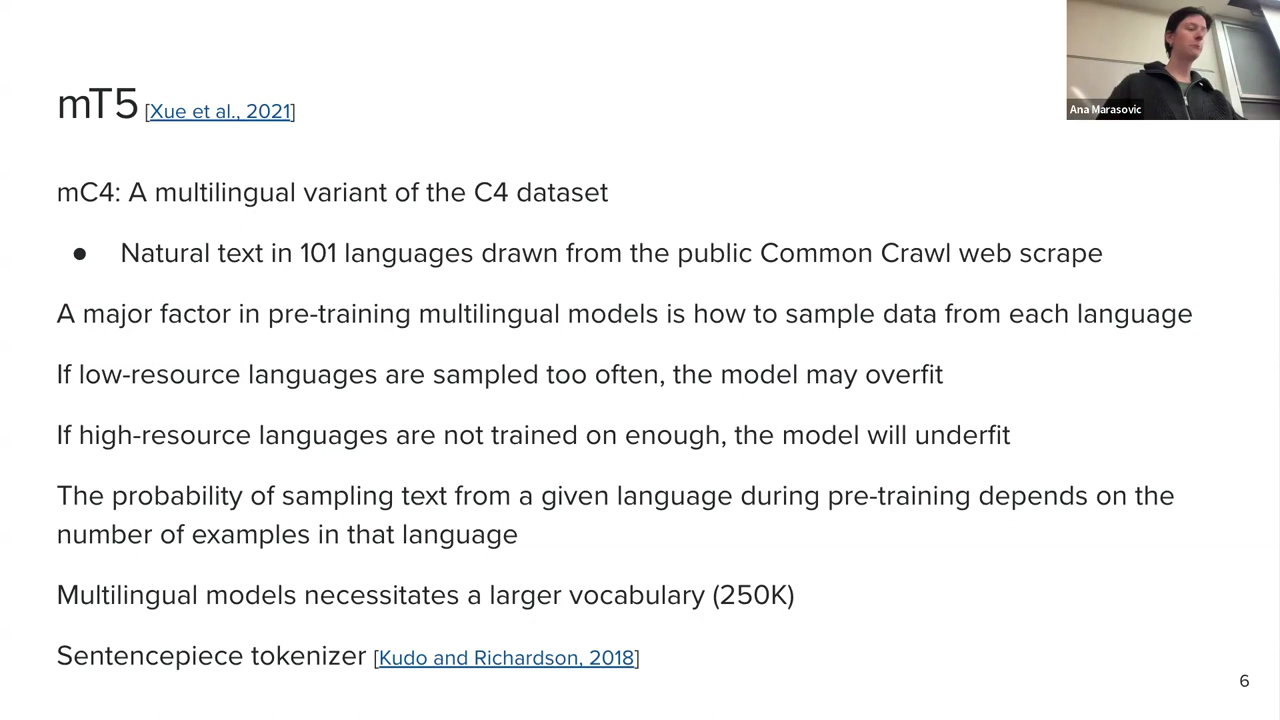 mT5 [Xue et al., 2021]
Ana Marasovic
mC4: A multilingual variant of the C4 dataset
● Natural text in 101 languages drawn from the public Common Crawl web scrape
A major factor in pre-training multilingual models is how to sample data from each language
If low-resource languages are sampled too often, the model may overfit
If high-resource languages are not trained on enough, the model will underfit
The probability of sampling text from a given language during pre-training depends on the
number of examples in that language
Multilingual models necessitates a larger vocabulary (250K)
Sentencepiece tokenizer [Kudo and Richardson, 2018]
6